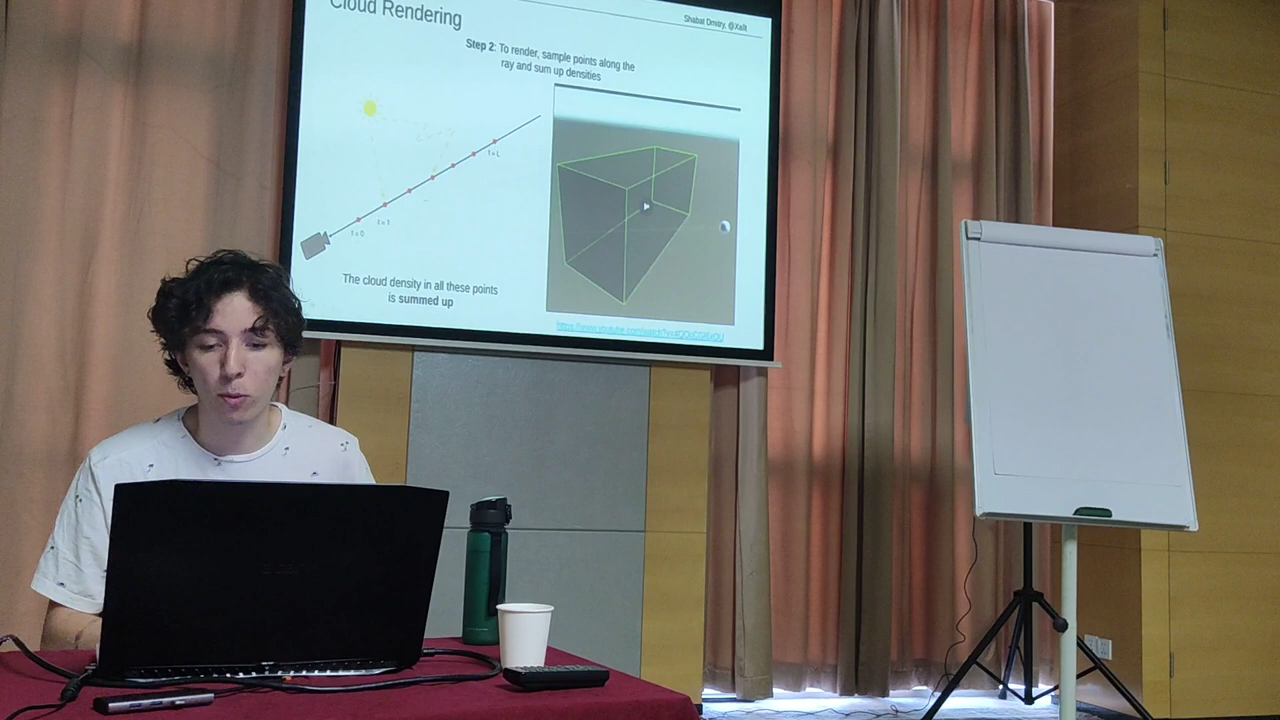 Cloud Rendering
Shabat Dmitry, @Xallt
Step 2: To render, sample points along the
ray and sum up densities
t = L
t = 1
t = 0
The cloud density in all these points
is summed up